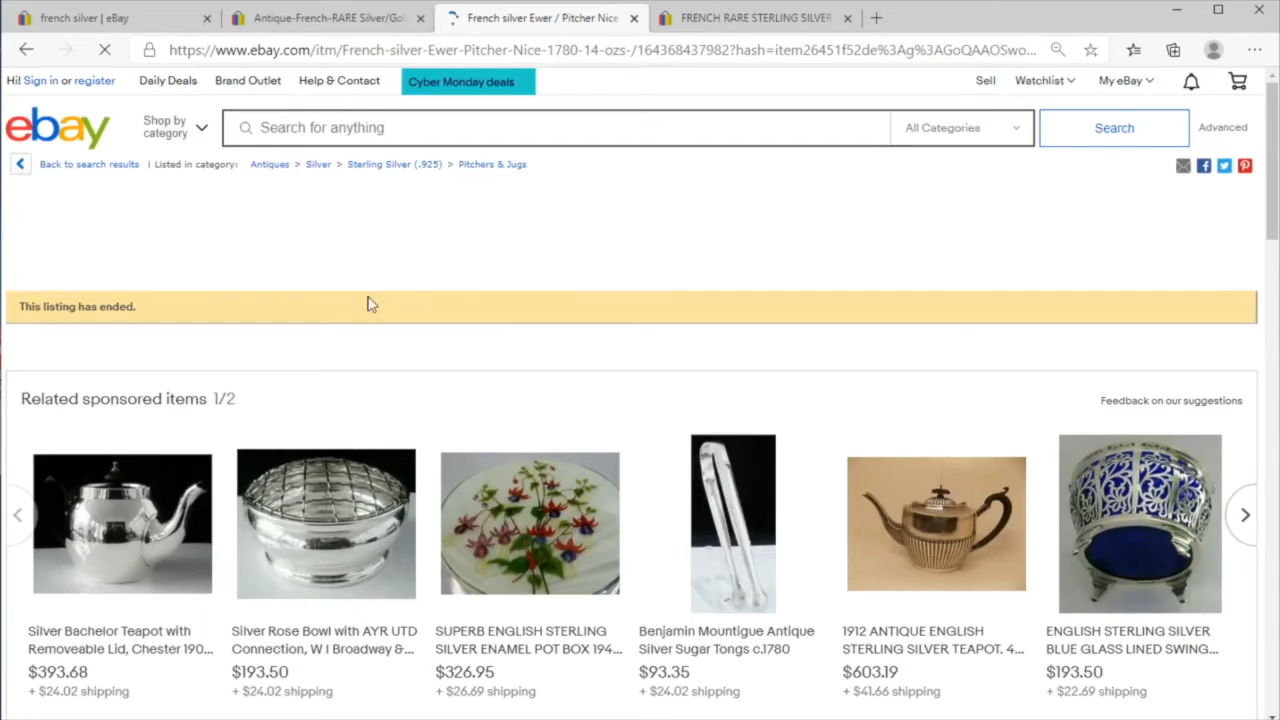 french silver | eBay
Antique-French-RARE Silver/Gol
French silver Ewer / Pitcher Nice
FRENCH RARE STERLING SILVER
https://www.ebay.com/itm/French-silver-Ewer-Pitcher-Nice-1780-14-ozs-/164368437982?hash=item26451f52de%3Ag%3AGoQAAOSwo...
Hi! Sign in or register
Daily Deals
Brand Outlet
Help & Contact
Cyber Monday deals
Sell
Watchlist
My eBay
ebay
Shop by
category
Search for anything
All Categories
Search
Advanced
Back to search results | Listed in category: Antiques > Silver > Sterling Silver (.925) > Pitchers & Jugs
This listing has ended.
Related sponsored items 1/2
Feedback on our suggestions
Silver Bachelor Teapot with
Removeable Lid, Chester 190...
$393.68
+ $24.02 shipping
Silver Rose Bowl with AYR UTD
Connection, W I Broadway &...
$193.50
+ $24.02 shipping
SUPERB ENGLISH STERLING
SILVER ENAMEL POT BOX 194...
$326.95
+ $26.69 shipping
Benjamin Mountigue Antique
Silver Sugar Tongs c.1780
$93.35
+ $24.02 shipping
1912 ANTIQUE ENGLISH
STERLING SILVER TEAPOT. 4...
$603.19
+ $41.66 shipping
ENGLISH STERLING SILVER
BLUE GLASS LINED SWING...
$193.50
+ $22.69 shipping